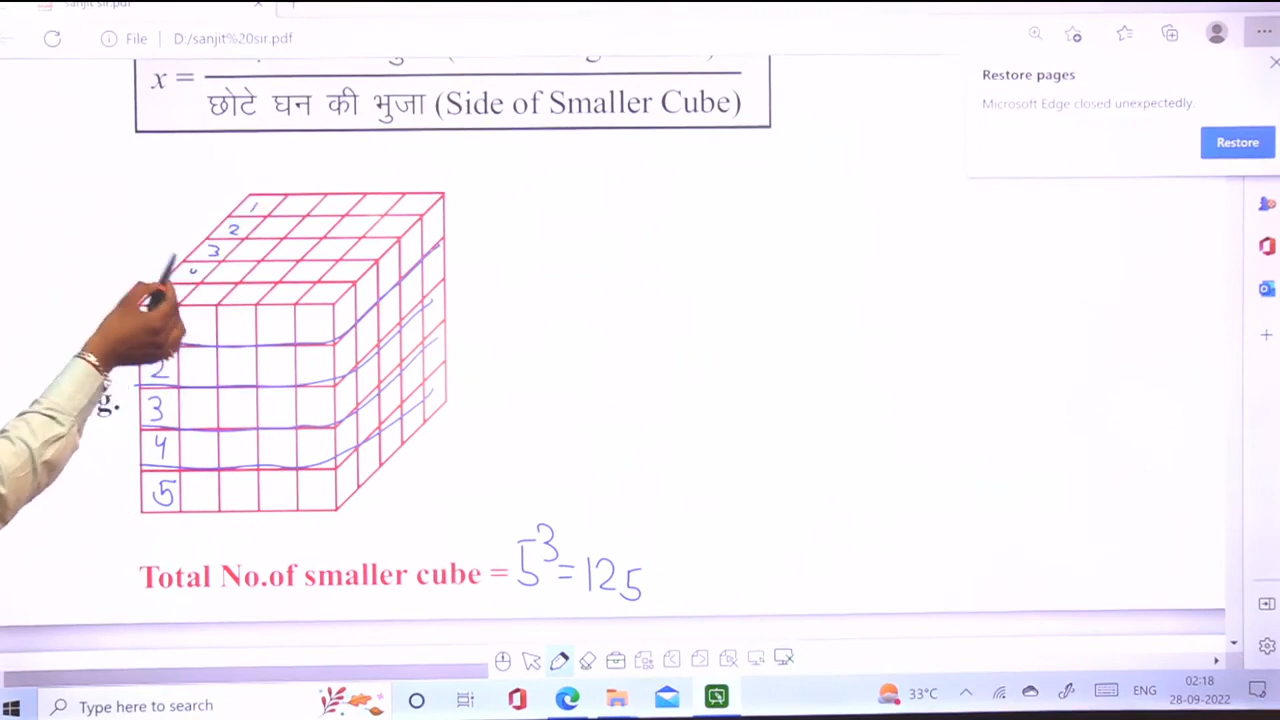 sanjit sir.pdf
File | D:/sanjit%20sir.pdf
Restore pages
Microsoft Edge closed unexpectedly.
Restore
x =
छोटे घन की भुजा (Side of Smaller Cube)
1
2
3
4
2
3
g.
4
5
Total No.of smaller cube = 5³ = 125
Type here to search
33°C
ENG
02:18
28-09-2022